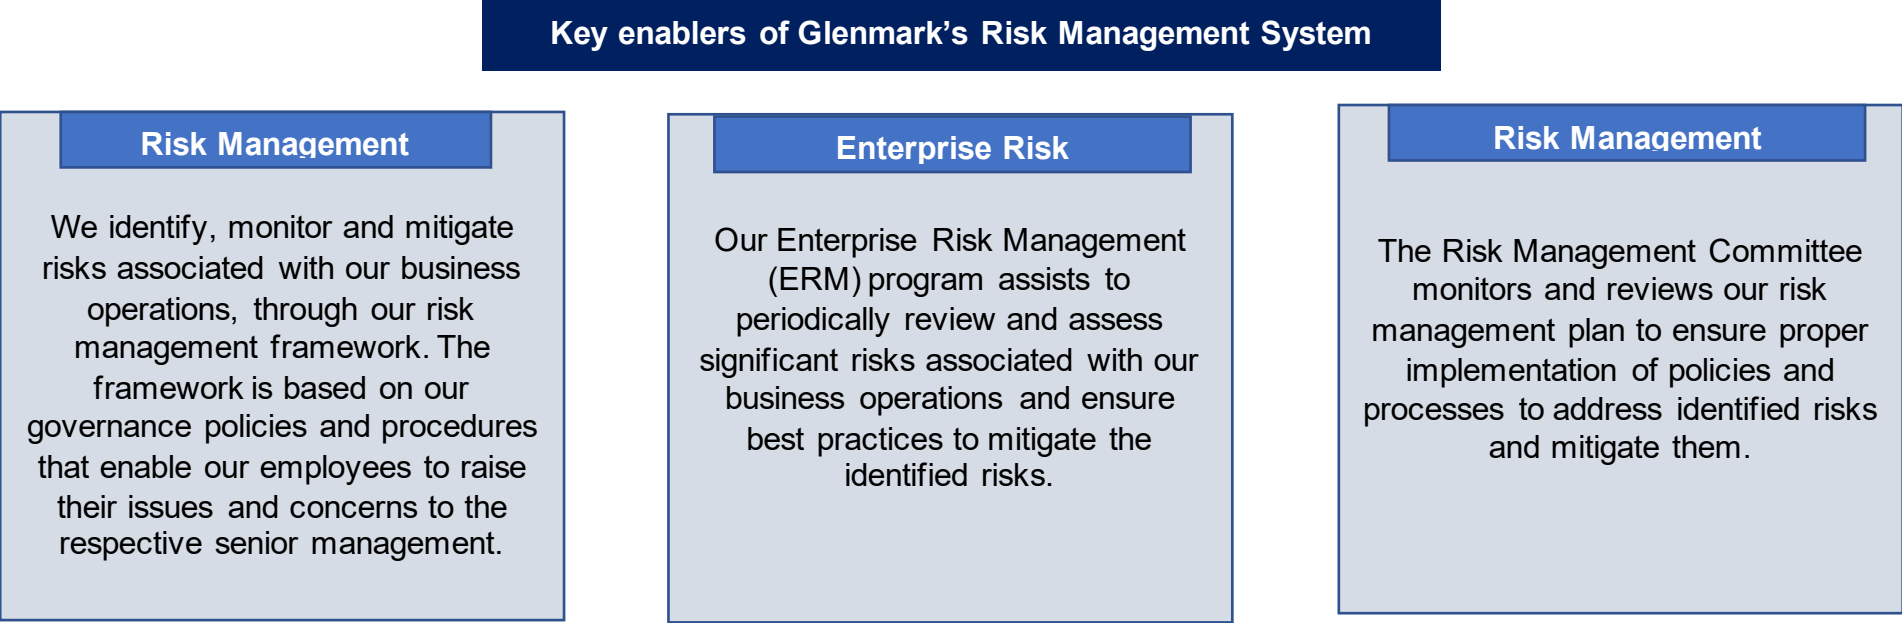 Key enablers of Glenmark’s Risk Management System
Risk Management
We identify, monitor and mitigate
risks associated with our business
operations, through our risk
management framework. The
framework is based on our
governance policies and procedures
that enable our employees to raise
their issues and concerns to the
respective senior management.
Enterprise Risk
Our Enterprise Risk Management
(ERM) program assists to
periodically review and assess
significant risks associated with our
business operations and ensure
best practices to mitigate the
identified risks.
Risk Management
The Risk Management Committee
monitors and reviews our risk
management plan to ensure proper
implementation of policies and
processes to address identified risks
and mitigate them.